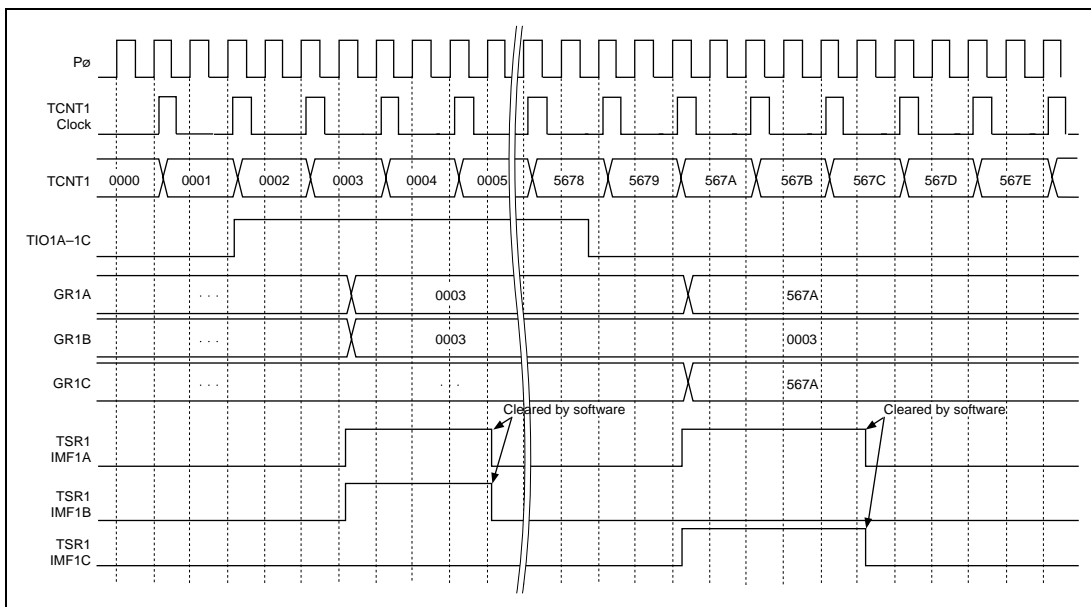 Pø
TCNT1
Clock
TCNT1 0000 0001 0002 0003 0004 0005 5678 5679 567A 567B 567C 567D 567E
TIO1A–1C
GR1A . . . 0003 567A
GR1B . . . 0003 0003
GR1C . . . . . . 567A
Cleared by software Cleared by software
TSR1
IMF1A
TSR1
IMF1B
TSR1
IMF1C